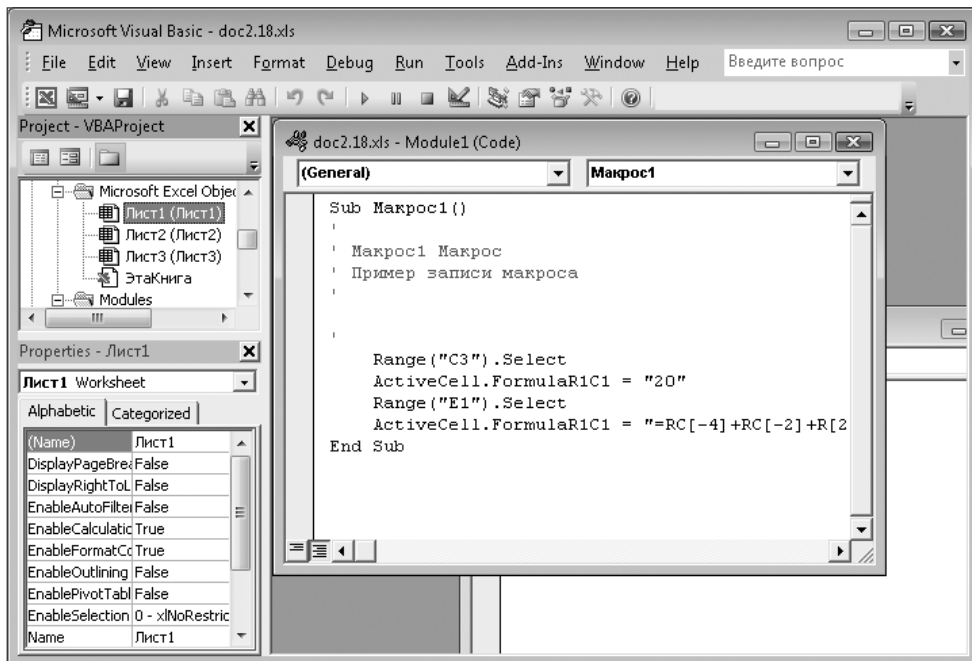 Microsoft Visual Basic - doc2.18.xls
File Edit View Insert Format Debug Run Tools Add-Ins Window Help Введите вопрос
Project - VBAProject
Microsoft Excel Objec
Лист1 (Лист1)
Лист2 (Лист2)
Лист3 (Лист3)
ЭтаКнига
Modules
Properties - Лист1
Лист1 Worksheet
Alphabetic Categorized
(Name) Лист1
DisplayPageBrea False
DisplayRightToL False
EnableAutoFilter False
EnableCalculatic True
EnableFormatCo True
EnableOutlining False
EnablePivotTabl False
EnableSelection 0 - xlNoRestric
Name Лист1
doc2.18.xls - Module1 (Code)
(General) Макрос1
Sub Макрос1()
'
' Макрос1 Макрос
' Пример записи макроса
'
'
Range("C3").Select
ActiveCell.FormulaR1C1 = "20"
Range("E1").Select
ActiveCell.FormulaR1C1 = "=RC[-4]+RC[-2]+R[2
End Sub